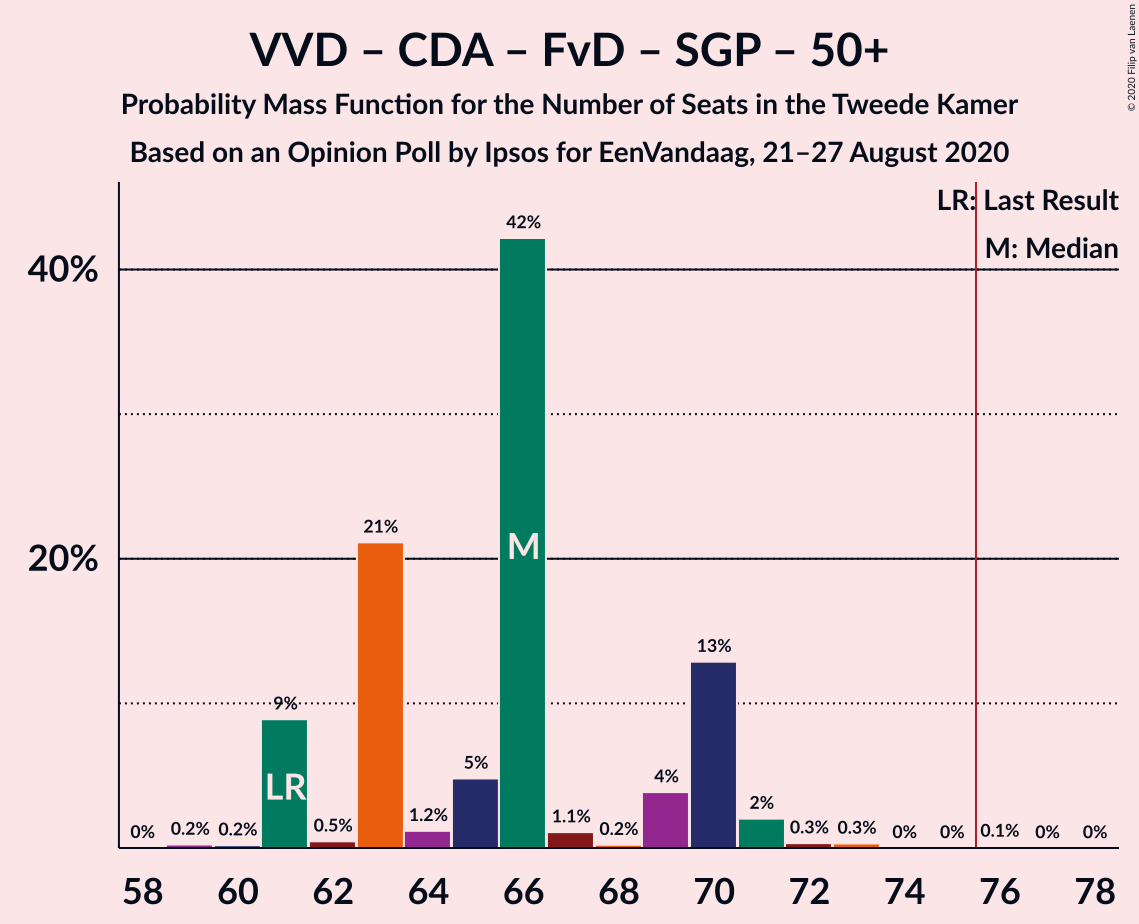 VVD – CDA – FvD – SGP – 50+
Probability Mass Function for the Number of Seats in the Tweede Kamer
Based on an Opinion Poll by Ipsos for EenVandaag, 21–27 August 2020
© 2020 Filip van Laenen
LR: Last Result
M: Median
40%
20%
0%
0.2%
0.2%
9%
0.5%
21%
1.2%
5%
42%
1.1%
0.2%
4%
13%
2%
0.3%
0.3%
0%
0%
0.1%
0%
0%
LR
M
58 60 62 64 66 68 70 72 74 76 78